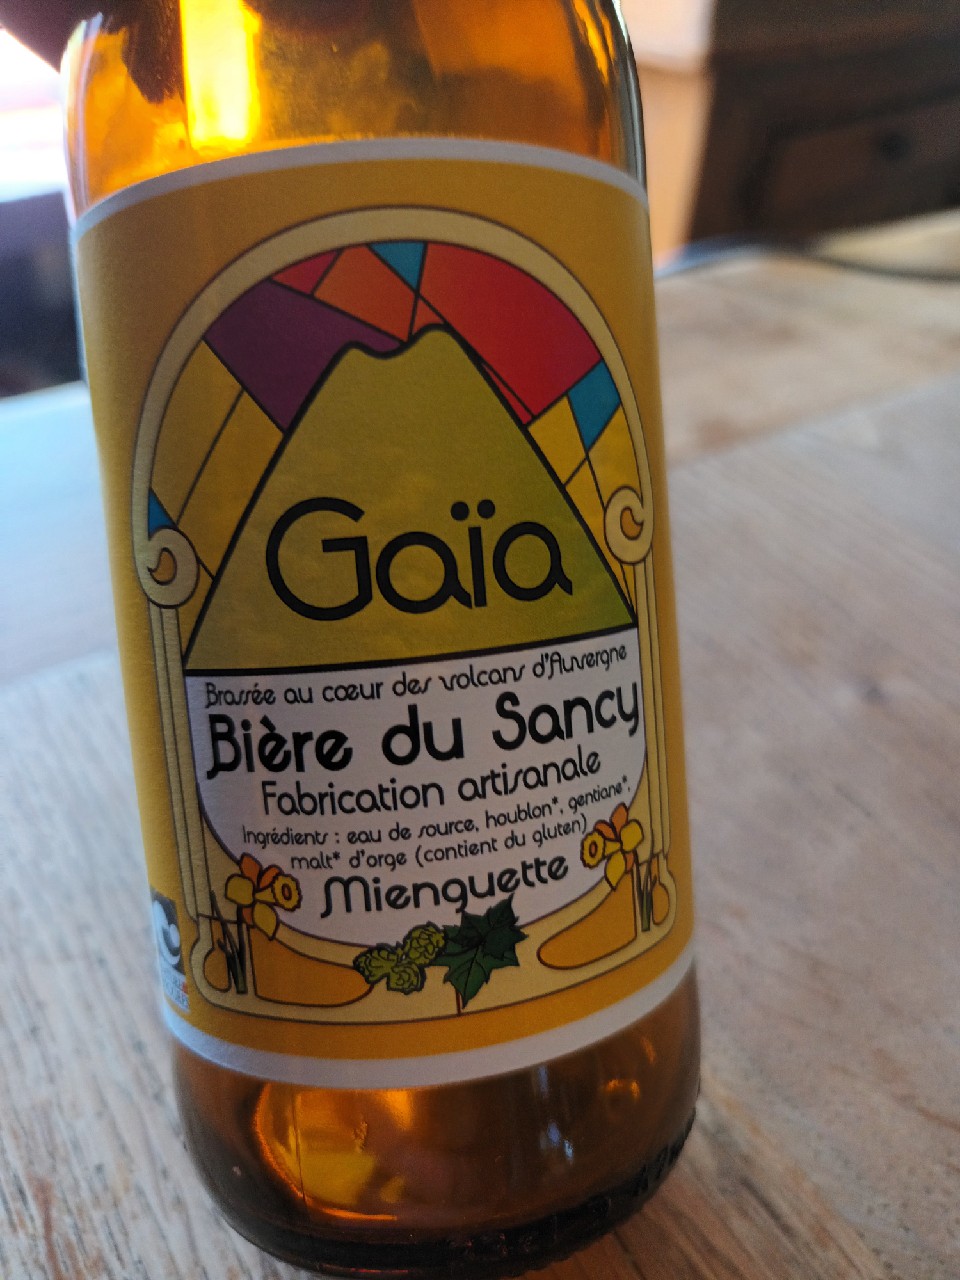 Gaïa
Brassée au cœur des volcans d'Auvergne
Bière du Sancy
Fabrication artisanale
Ingrédients : eau de source, houblon*, gentiane*,
malt* d'orge (contient du gluten)
Mienguette